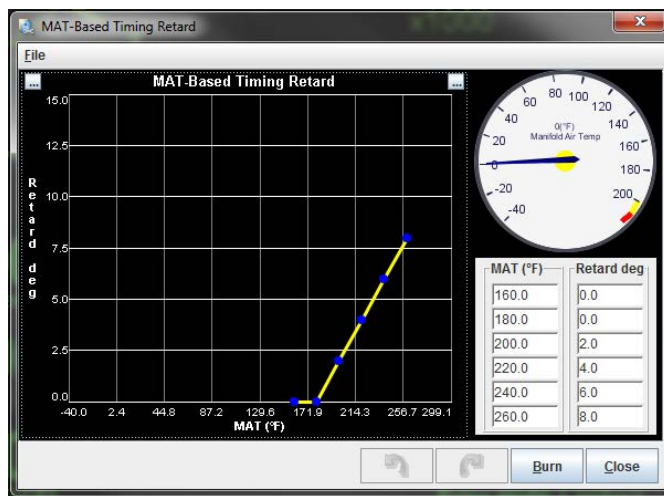 MAT-Based Timing Retard
File
MAT-Based Timing Retard
...
...
15.0
12.5
10.0
7.5
5.0
2.5
0.0
Retard deg
-40.0 2.4 44.8 87.2 129.6 171.9 214.3 256.7 299.1
MAT (°F)
-40
-20
0
20
40
60
80
100
120
140
160
180
200
0(°F)
Manifold Air Temp
MAT (°F) Retard deg
160.0 0.0
180.0 0.0
200.0 2.0
220.0 4.0
240.0 6.0
260.0 8.0
Burn Close